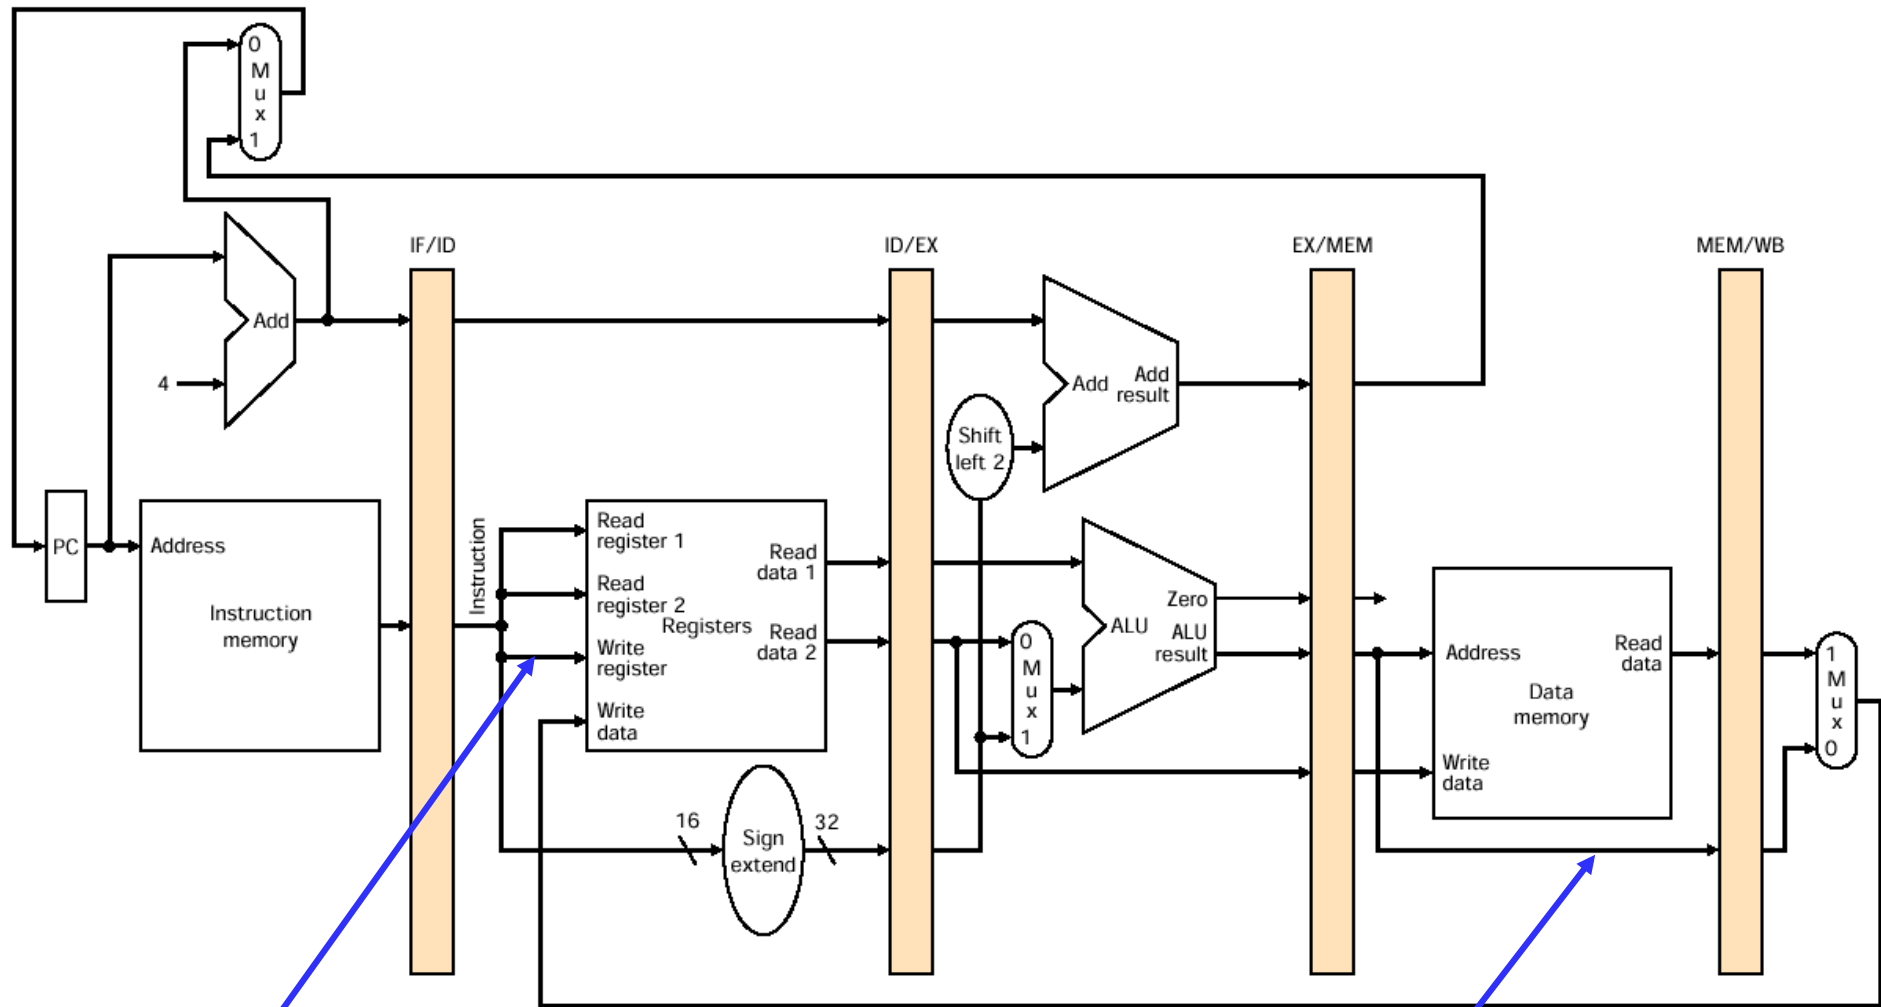 0
M
u
x
1
IF/ID
ID/EX
EX/MEM
MEM/WB
Add
4
Add
Add
result
Shift
left 2
PC
Address
Instruction
memory
Instruction
Read
register 1
Read
register 2
Write
register
Write
data
Registers
Read
data 1
Read
data 2
0
M
u
x
1
Zero
ALU
ALU
result
Address
Read
data
Data
memory
Write
data
1
M
u
x
0
16
Sign
extend
32